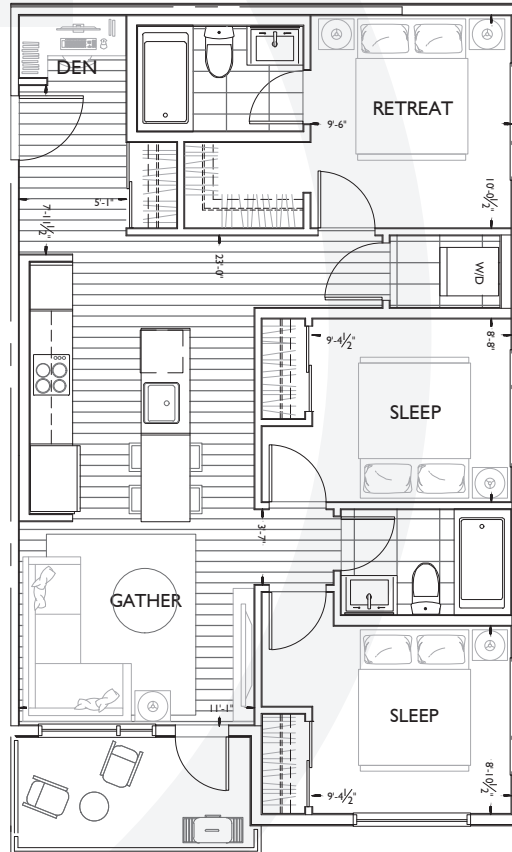 DEN
RETREAT
9'-6"
10'-0½"
5'-1"
7'-11½"
23'-0"
W/D
9'-4½"
8'-8"
SLEEP
3'-7"
GATHER
11'-1"
SLEEP
9'-4½"
8'-10½"